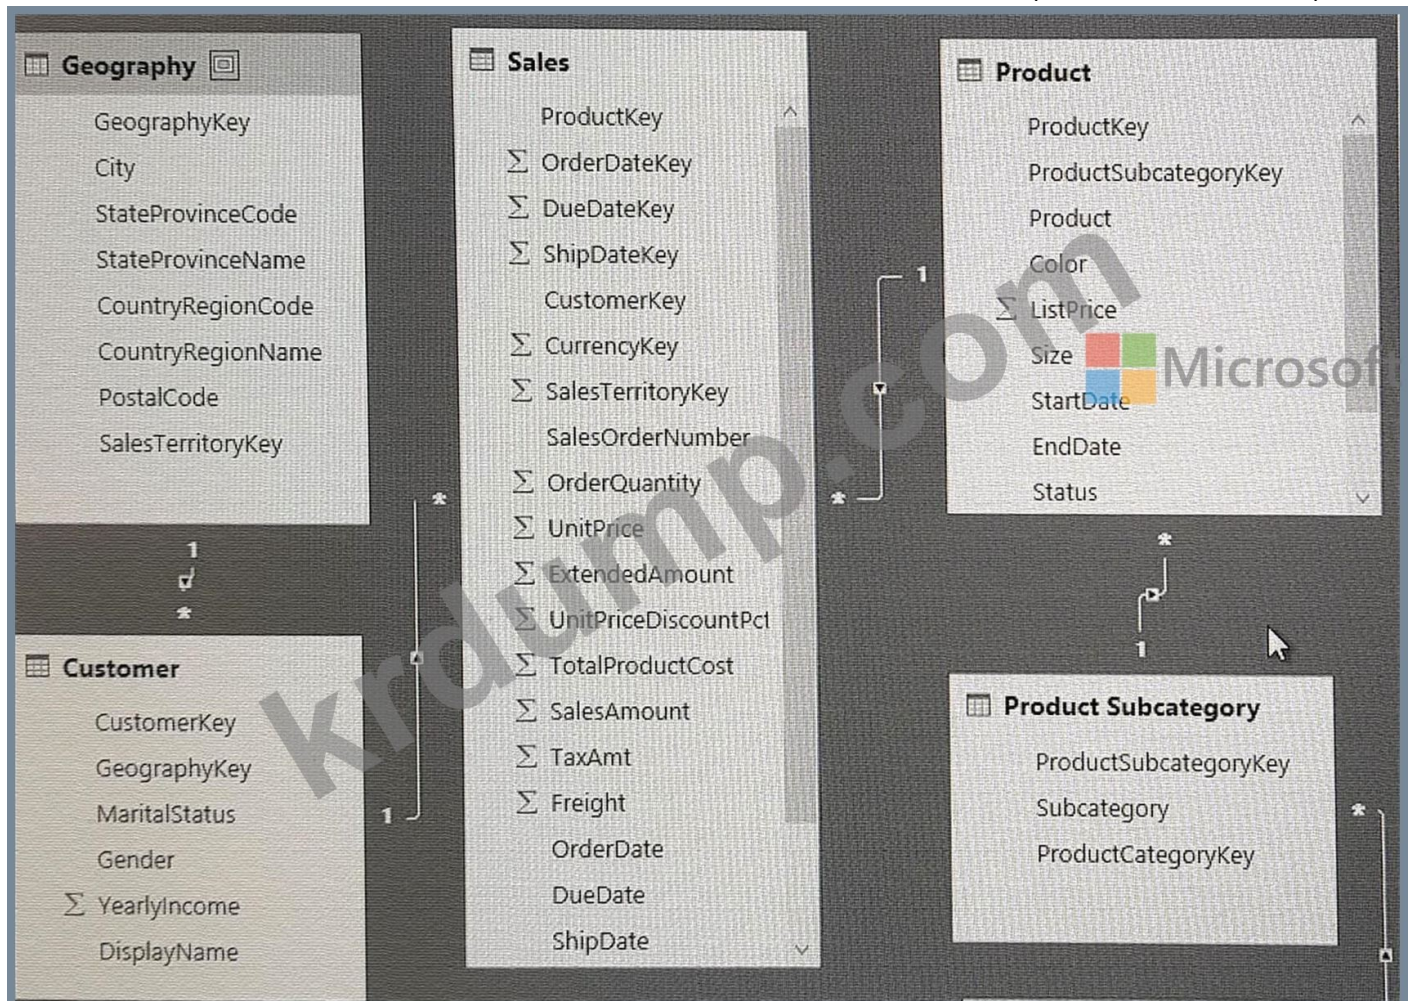 Geography
GeographyKey
City
StateProvinceCode
StateProvinceName
CountryRegionCode
CountryRegionName
PostalCode
SalesTerritoryKey
1
*
Customer
CustomerKey
GeographyKey
MaritalStatus
Gender
Σ YearlyIncome
DisplayName
*
1
Sales
ProductKey
Σ OrderDateKey
Σ DueDateKey
Σ ShipDateKey
CustomerKey
Σ CurrencyKey
Σ SalesTerritoryKey
SalesOrderNumber
Σ OrderQuantity
Σ UnitPrice
Σ ExtendedAmount
Σ UnitPriceDiscountPct
Σ TotalProductCost
Σ SalesAmount
Σ TaxAmt
Σ Freight
OrderDate
DueDate
ShipDate
1
*
Product
ProductKey
ProductSubcategoryKey
Product
Color
Σ ListPrice
Size
StartDate
EndDate
Status
*
1
Product Subcategory
ProductSubcategoryKey
Subcategory
ProductCategoryKey
*
Microsoft
krdump.com